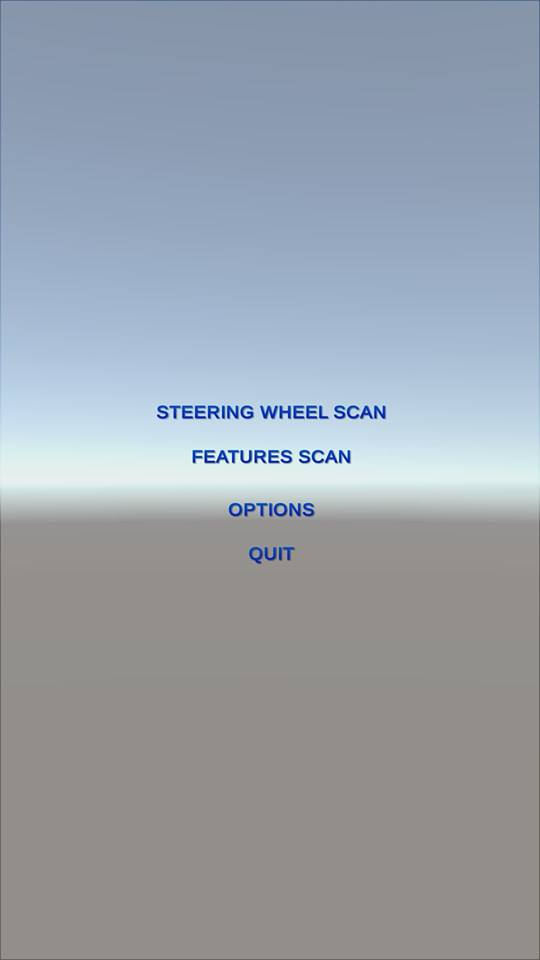 STEERING WHEEL SCAN
FEATURES SCAN
OPTIONS
QUIT